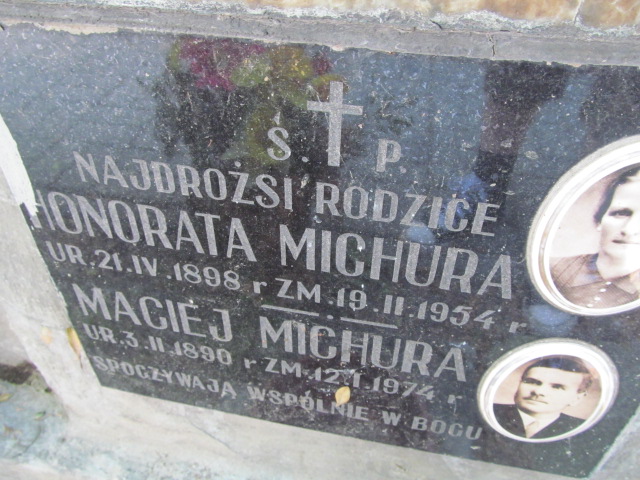 Ś. P.
NAJDROŻSI RODZICE
HONORATA MICHURA
UR. 21.IV.1898 r ZM. 19.II.1954 r
MACIEJ MICHURA
UR. 3.II.1890 r. ZM. 12.I.1974 r
SPOCZYWAJĄ WSPÓLNIE W BOGU